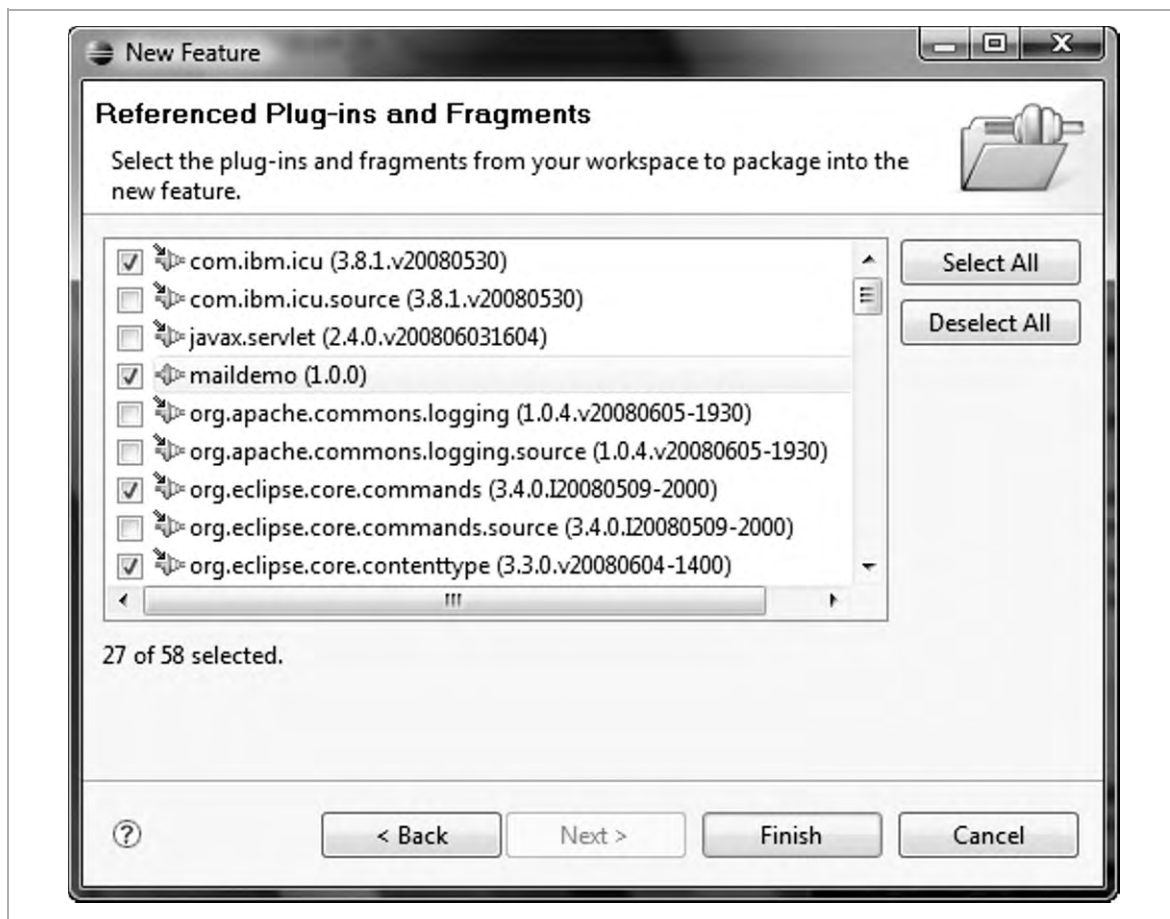 New Feature
Referenced Plug-ins and Fragments
Select the plug-ins and fragments from your workspace to package into the
new feature.
com.ibm.icu (3.8.1.v20080530)
Select All
com.ibm.icu.source (3.8.1.v20080530)
Deselect All
javax.servlet (2.4.0.v200806031604)
maildemo (1.0.0)
org.apache.commons.logging (1.0.4.v20080605-1930)
org.apache.commons.logging.source (1.0.4.v20080605-1930)
org.eclipse.core.commands (3.4.0.I20080509-2000)
org.eclipse.core.commands.source (3.4.0.I20080509-2000)
org.eclipse.core.contenttype (3.3.0.v20080604-1400)
27 of 58 selected.
?
< Back
Next >
Finish
Cancel